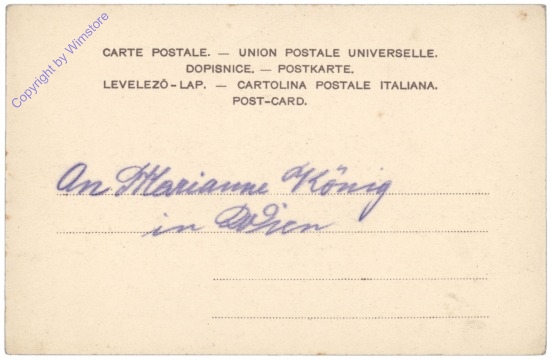 Copyright by Wimstore
CARTE POSTALE. — UNION POSTALE UNIVERSELLE.
DOPISNICE. — POSTKARTE.
LEVELEZŐ-LAP. — CARTOLINA POSTALE ITALIANA.
POST-CARD.
An Marianne König
in Wien